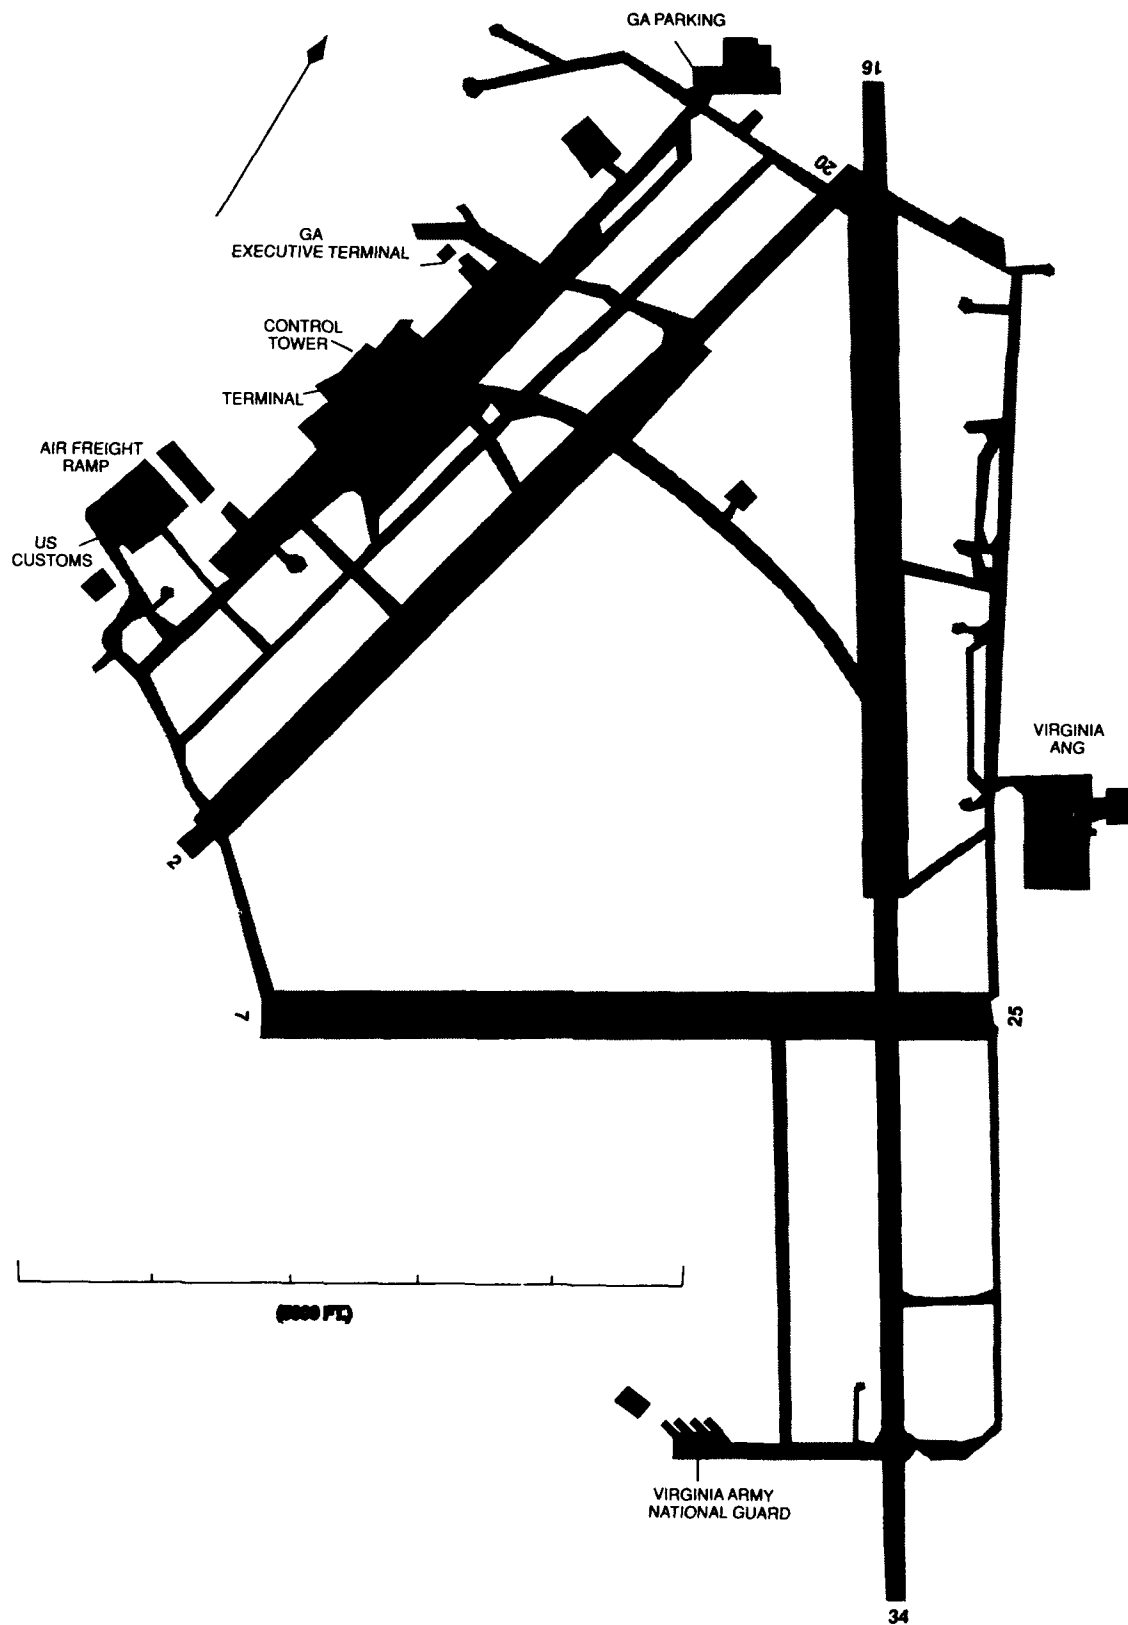 GA PARKING
16
20
GA
EXECUTIVE TERMINAL
CONTROL
TOWER
TERMINAL
AIR FREIGHT
RAMP
US
CUSTOMS
VIRGINIA
ANG
2
7
25
VIRGINIA ARMY
NATIONAL GUARD
34